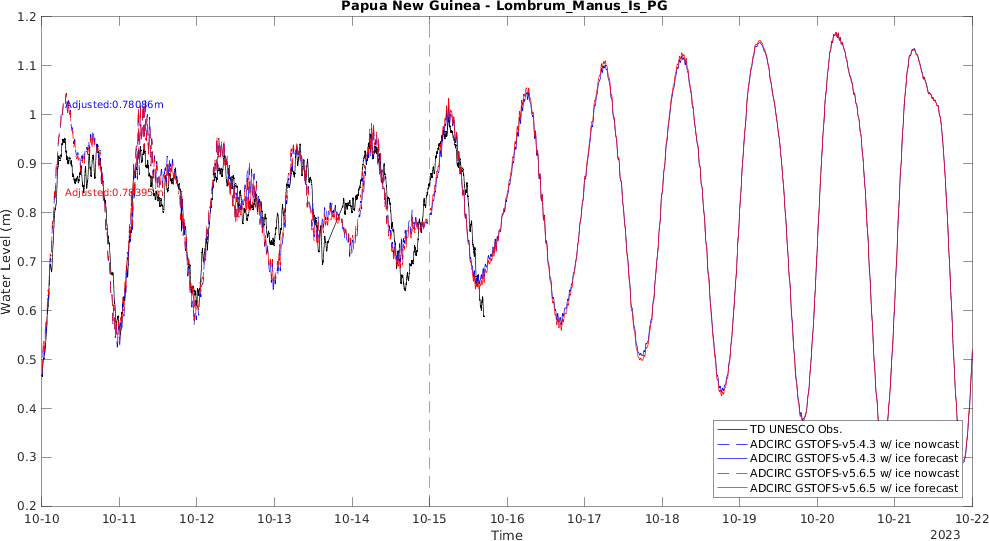 Papua New Guinea - Lombrum_Manus_Is_PG
Water Level (m)
1.2
1.1
1
0.9
0.8
0.7
0.6
0.5
0.4
0.3
0.2
Adjusted:0.78086m
Adjusted:0.78395m
TD UNESCO Obs.
ADCIRC GSTOFS-v5.4.3 w/ ice nowcast
ADCIRC GSTOFS-v5.4.3 w/ ice forecast
ADCIRC GSTOFS-v5.6.5 w/ ice nowcast
ADCIRC GSTOFS-v5.6.5 w/ ice forecast
10-10 10-11 10-12 10-13 10-14 10-15 10-16 10-17 10-18 10-19 10-20 10-21 10-22
Time
2023